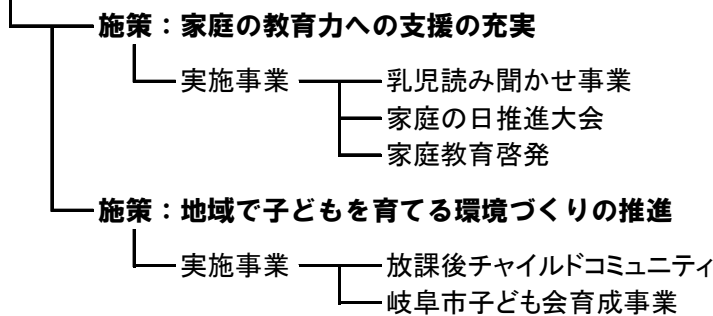 施策：家庭の教育力への支援の充実
実施事業 乳児読み聞かせ事業
家庭の日推進大会
家庭教育啓発
施策：地域で子どもを育てる環境づくりの推進
実施事業 放課後チャイルドコミュニティ
岐阜市子ども会育成事業